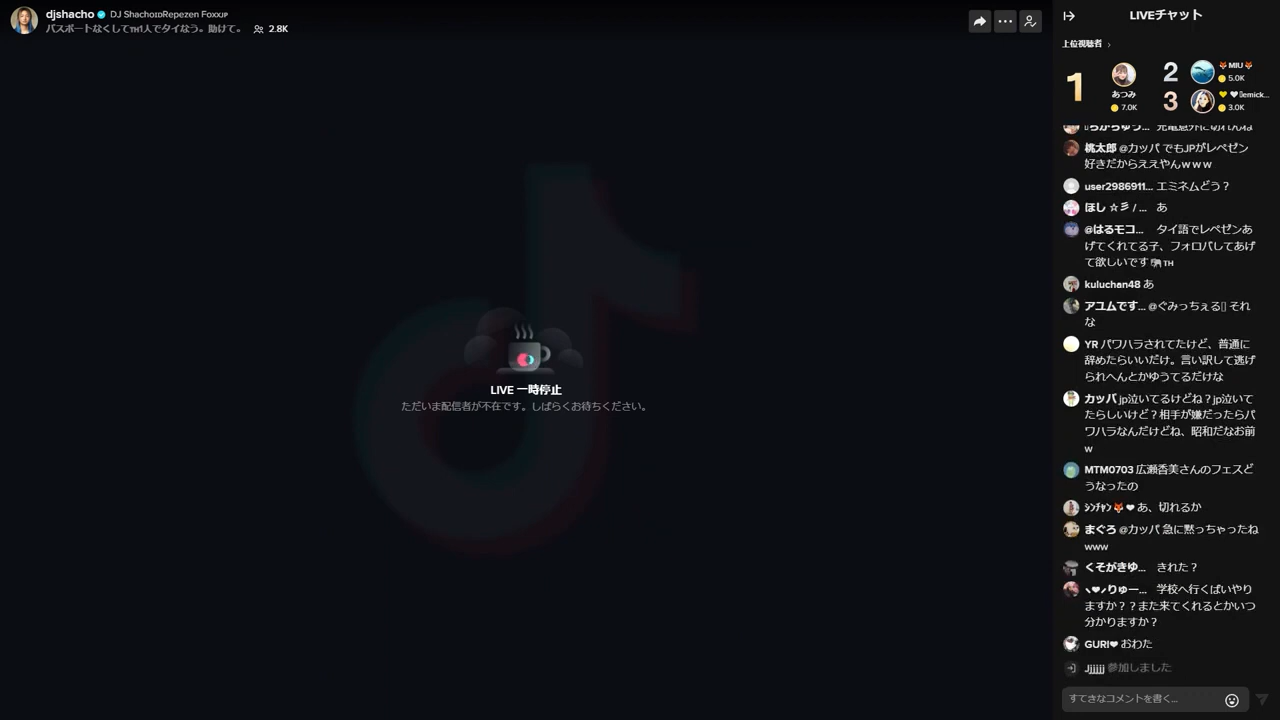 djshacho DJ Shacho🇯🇵Repezen Foxx🇯🇵
パスポートなくして🇹🇭1人でタイなう。助けて。 2.8K
LIVEチャット
上位視聴者
1 あつみ 7.0K
2 🦊MIU🦊 5.0K
3 💛🤍emick... 3.0K
桃太郎 @カッパ でもJPがレペゼン
好きだからええやんｗｗｗ
user2986911... エミネムどう？
ほし ☆彡 / ... あ
@はるモコ... タイ語でレペゼンあ
げてくれてる子、フォロバしてあげ
て欲しいです🐘🇹🇭
kuluchan48 あ
アユムです... @ぐみっちぇる それ
な
YR パワハラされてたけど、普通に
辞めたらいいだけ。言い訳して逃げ
られへんとかゆうてるだけな
カッパ jp泣いてるけどね？jp泣いて
たらしいけど？相手が嫌だったらパ
ワハラなんだけどね、昭和だなお前
w
MTM0703 広瀬香美さんのフェスど
うなったの
ｼﾝﾁｬﾝ🦊❤ あ、切れるか
まぐろ @カッパ 急に黙っちゃったね
www
くそがきゆ... きれた？
りゅー... 学校へ行くばいやり
ますか？？また来てくれるとかいつ
分かりますか？
GURI❤ おわた
Jjjjjj 参加しました
すてきなコメントを書く...
LIVE 一時停止
ただいま配信者が不在です。しばらくお待ちください。